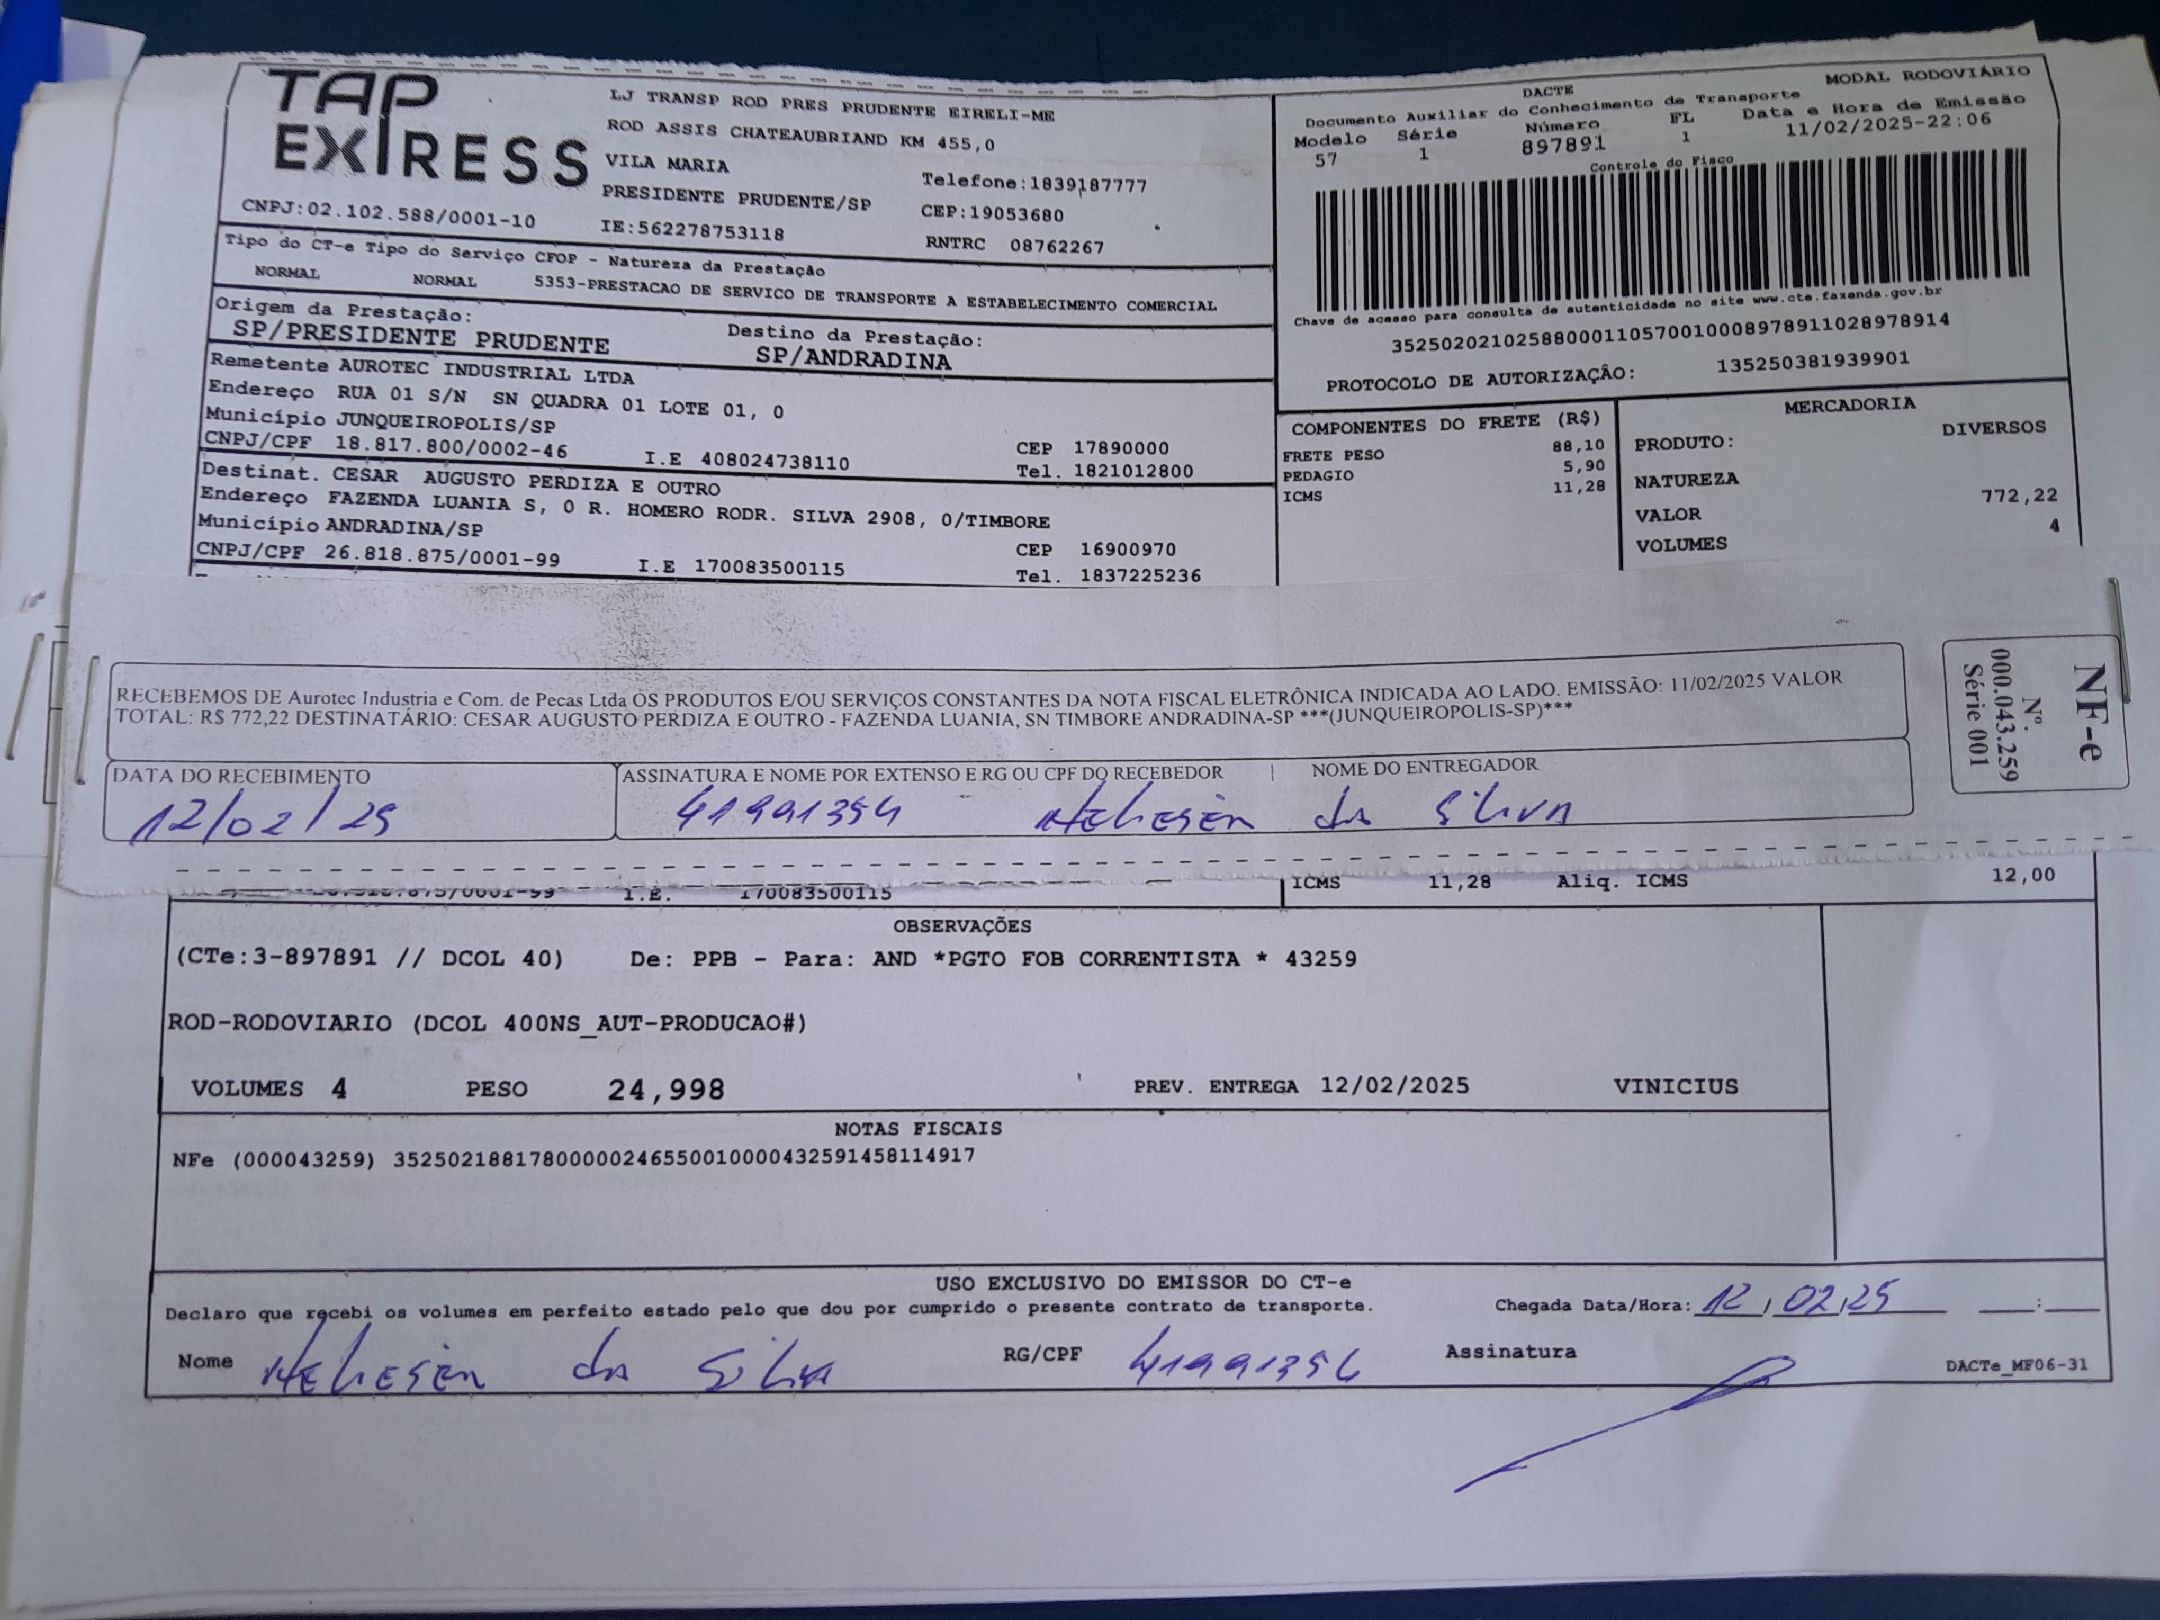 TAP EXPRESS
LJ TRANSP ROD PRES PRUDENTE EIRELI-ME
ROD ASSIS CHATEAUBRIAND KM 455,0
VILA MARIA
Telefone:1839187777
PRESIDENTE PRUDENTE/SP
CEP:19053680
CNPJ:02.102.588/0001-10
IE:562278753118
RNTRC 08762267
DACTE
MODAL RODOVIÁRIO
Documento Auxiliar do Conhecimento de Transporte
Modelo Série Número FL Data e Hora de Emissão
57 1 897891 1 11/02/2025-22:06
Controle do Fisco
Chave de acesso para consulta de autenticidade no site www.cte.fazenda.gov.br
35250202102588000110570010008978911028978914
PROTOCOLO DE AUTORIZAÇÃO: 135250381939901
Tipo do CT-e Tipo do Serviço CFOP - Natureza da Prestação
NORMAL NORMAL 5353-PRESTACAO DE SERVICO DE TRANSPORTE A ESTABELECIMENTO COMERCIAL
Origem da Prestação: Destino da Prestação:
SP/PRESIDENTE PRUDENTE SP/ANDRADINA
Remetente AUROTEC INDUSTRIAL LTDA
Endereço RUA 01 S/N SN QUADRA 01 LOTE 01, 0
Município JUNQUEIROPOLIS/SP CEP 17890000
CNPJ/CPF 18.817.800/0002-46 I.E 408024738110 Tel. 1821012800
Destinat. CESAR AUGUSTO PERDIZA E OUTRO
Endereço FAZENDA LUANIA S, 0 R. HOMERO RODR. SILVA 2908, 0/TIMBORE
Município ANDRADINA/SP CEP 16900970
CNPJ/CPF 26.818.875/0001-99 I.E 170083500115 Tel. 1837225236
COMPONENTES DO FRETE (R$)
FRETE PESO 88,10
PEDAGIO 5,90
ICMS 11,28
MERCADORIA
PRODUTO: DIVERSOS
NATUREZA
VALOR 772,22
VOLUMES 4
RECEBEMOS DE Aurotec Industria e Com. de Pecas Ltda OS PRODUTOS E/OU SERVIÇOS CONSTANTES DA NOTA FISCAL ELETRÔNICA INDICADA AO LADO. EMISSÃO: 11/02/2025 VALOR
TOTAL: R$ 772,22 DESTINATÁRIO: CESAR AUGUSTO PERDIZA E OUTRO - FAZENDA LUANIA, SN TIMBORE ANDRADINA-SP ***(JUNQUEIROPOLIS-SP)***
DATA DO RECEBIMENTO ASSINATURA E NOME POR EXTENSO E RG OU CPF DO RECEBEDOR | NOME DO ENTREGADOR
12/02/25 41991354 da Silva
NF-e
Nº.
000.043.259
Série 001
I.E. 170083500115
ICMS 11,28 Aliq. ICMS 12,00
OBSERVAÇÕES
(CTe:3-897891 // DCOL 40) De: PPB - Para: AND *PGTO FOB CORRENTISTA * 43259
ROD-RODOVIARIO (DCOL 400NS_AUT-PRODUCAO#)
VOLUMES 4 PESO 24,998 PREV. ENTREGA 12/02/2025 VINICIUS
NOTAS FISCAIS
NFe (000043259) 35250218817800000246550010000432591458114917
USO EXCLUSIVO DO EMISSOR DO CT-e
Declaro que recebi os volumes em perfeito estado pelo que dou por cumprido o presente contrato de transporte. Chegada Data/Hora: 12/02/25
Nome da Silva RG/CPF 41991354 Assinatura
DACTe_MF06-31